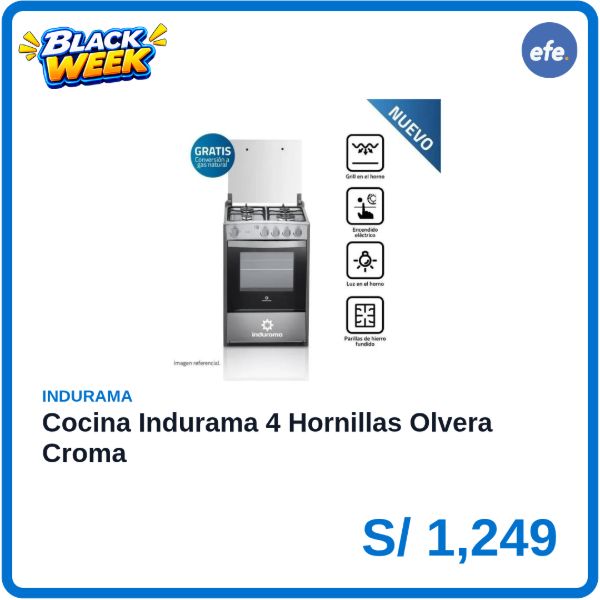 BLACK
WEEK
efe.
NUEVO
GRATIS
Conversión a
gas natural
Grill en el horno
Encendido
eléctrico
Luz en el horno
Parillas de hierro
fundido
indurama
Imagen referencial.
INDURAMA
Cocina Indurama 4 Hornillas Olvera
Croma
S/ 1,249